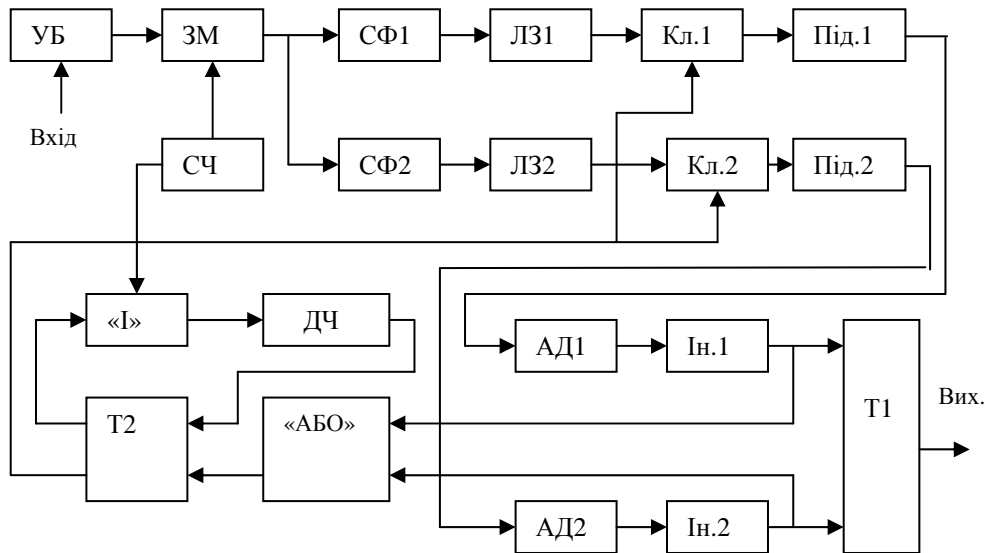 УБ
ЗМ
СФ1
ЛЗ1
Кл.1
Під.1
Вхід
СЧ
СФ2
ЛЗ2
Кл.2
Під.2
«І»
ДЧ
АД1
Ін.1
Т2
«АБО»
Т1
Вих.
АД2
Ін.2